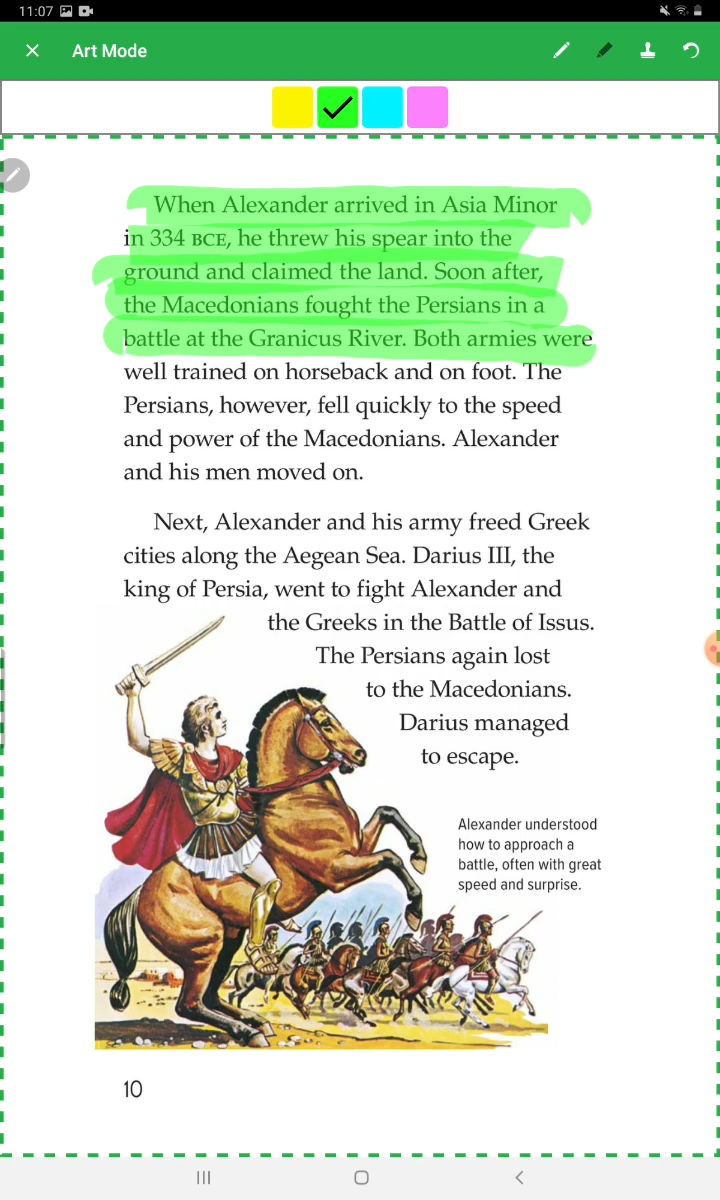 11:07
Art Mode
When Alexander arrived in Asia Minor
in 334 BCE, he threw his spear into the
ground and claimed the land. Soon after,
the Macedonians fought the Persians in a
battle at the Granicus River. Both armies were
well trained on horseback and on foot. The
Persians, however, fell quickly to the speed
and power of the Macedonians. Alexander
and his men moved on.
Next, Alexander and his army freed Greek
cities along the Aegean Sea. Darius III, the
king of Persia, went to fight Alexander and
the Greeks in the Battle of Issus.
The Persians again lost
to the Macedonians.
Darius managed
to escape.
Alexander understood
how to approach a
battle, often with great
speed and surprise.
10